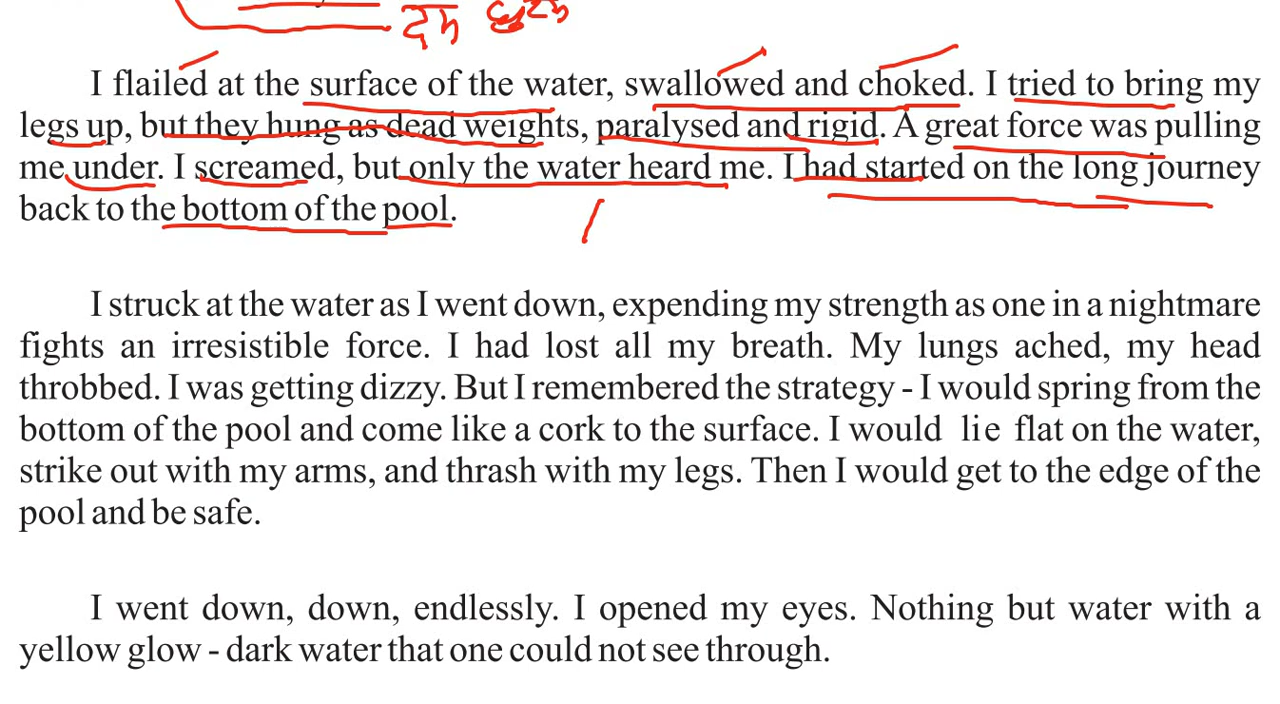 दम घुटन
I flailed at the surface of the water, swallowed and choked. I tried to bring my
legs up, but they hung as dead weights, paralysed and rigid. A great force was pulling
me under. I screamed, but only the water heard me. I had started on the long journey
back to the bottom of the pool.
I struck at the water as I went down, expending my strength as one in a nightmare
fights an irresistible force. I had lost all my breath. My lungs ached, my head
throbbed. I was getting dizzy. But I remembered the strategy - I would spring from the
bottom of the pool and come like a cork to the surface. I would lie flat on the water,
strike out with my arms, and thrash with my legs. Then I would get to the edge of the
pool and be safe.
I went down, down, endlessly. I opened my eyes. Nothing but water with a
yellow glow - dark water that one could not see through.